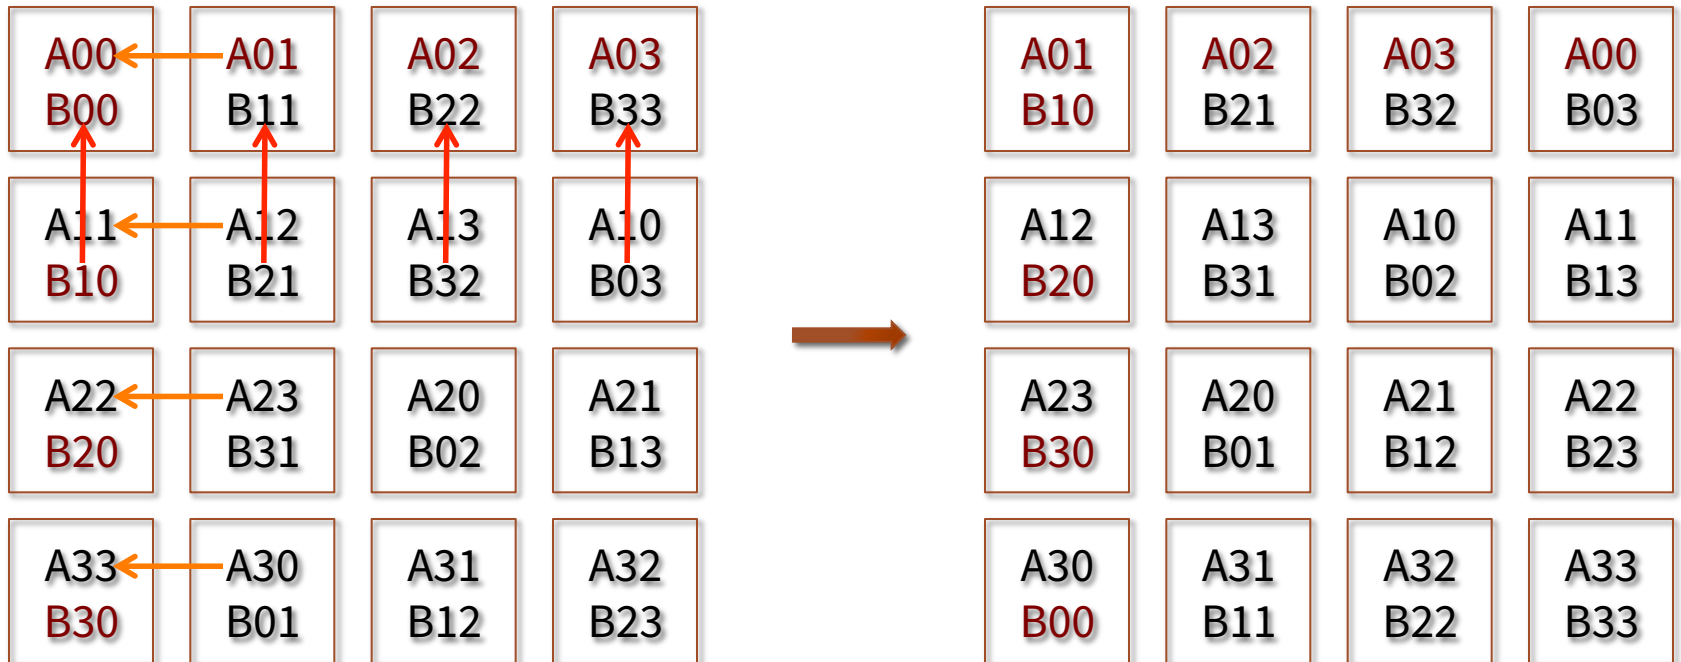 A00 A01 A02 A03
B00 B11 B22 B33
A11 A12 A13 A10
B10 B21 B32 B03
A22 A23 A20 A21
B20 B31 B02 B13
A33 A30 A31 A32
B30 B01 B12 B23
A01 A02 A03 A00
B10 B21 B32 B03
A12 A13 A10 A11
B20 B31 B02 B13
A23 A20 A21 A22
B30 B01 B12 B23
A30 A31 A32 A33
B00 B11 B22 B33